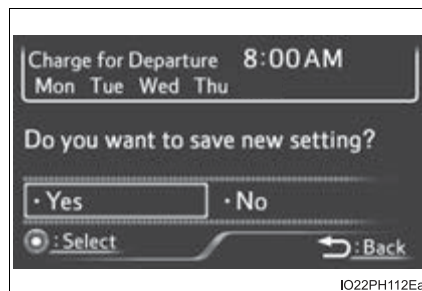 Charge for Departure 8:00AM
Mon Tue Wed Thu
Do you want to save new setting?
・Yes ・No
:Select :Back
IO22PH112Ea